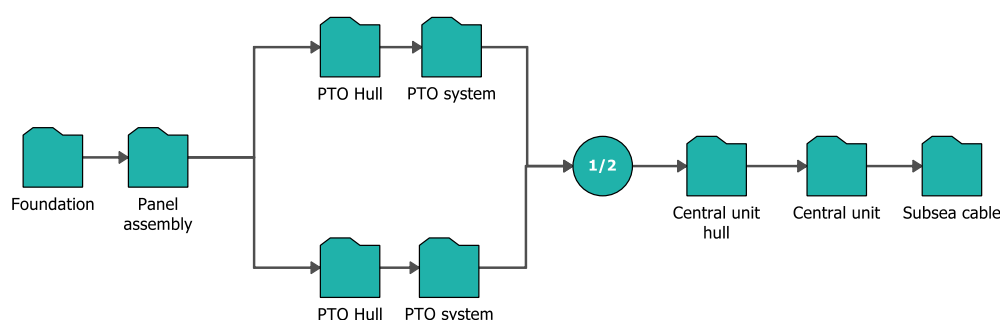 PTO Hull
PTO system
Foundation
Panel
assembly
1/2
Central unit
hull
Central unit
Subsea cable
PTO Hull
PTO system